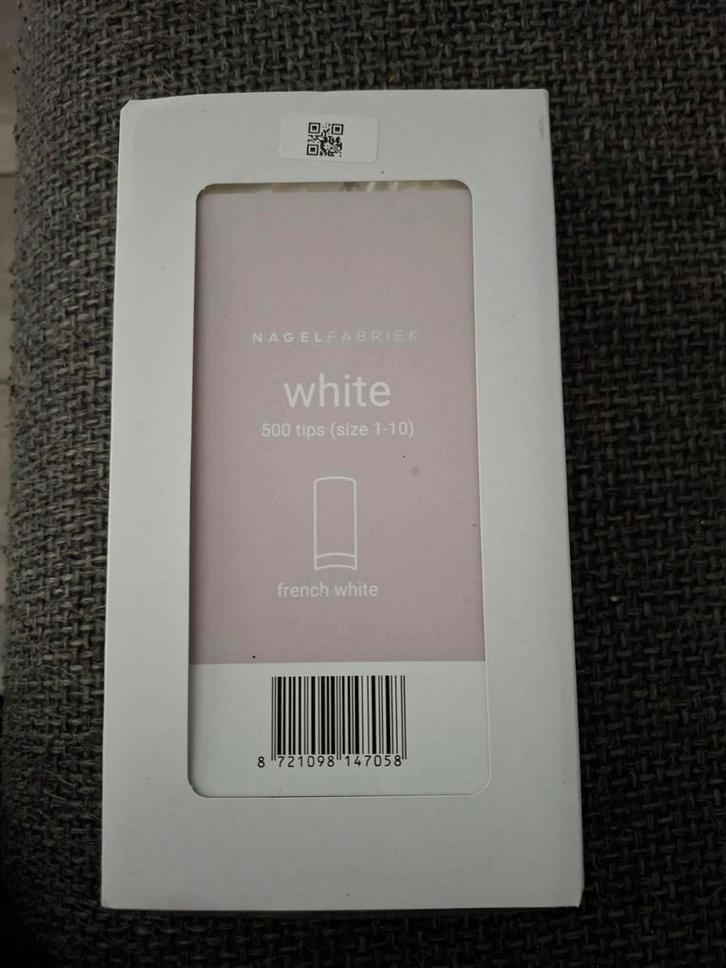 NAGELFABRIEK
white
500 tips (size 1-10)
french white
8 721098 147058